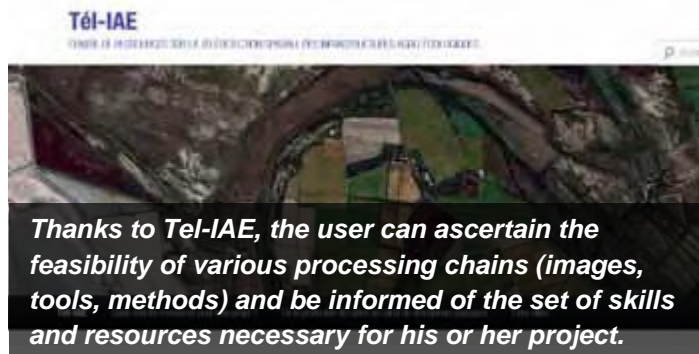 Tél-IAE
Thanks to Tel-IAE, the user can ascertain the
feasibility of various processing chains (images,
tools, methods) and be informed of the set of skills
and resources necessary for his or her project.